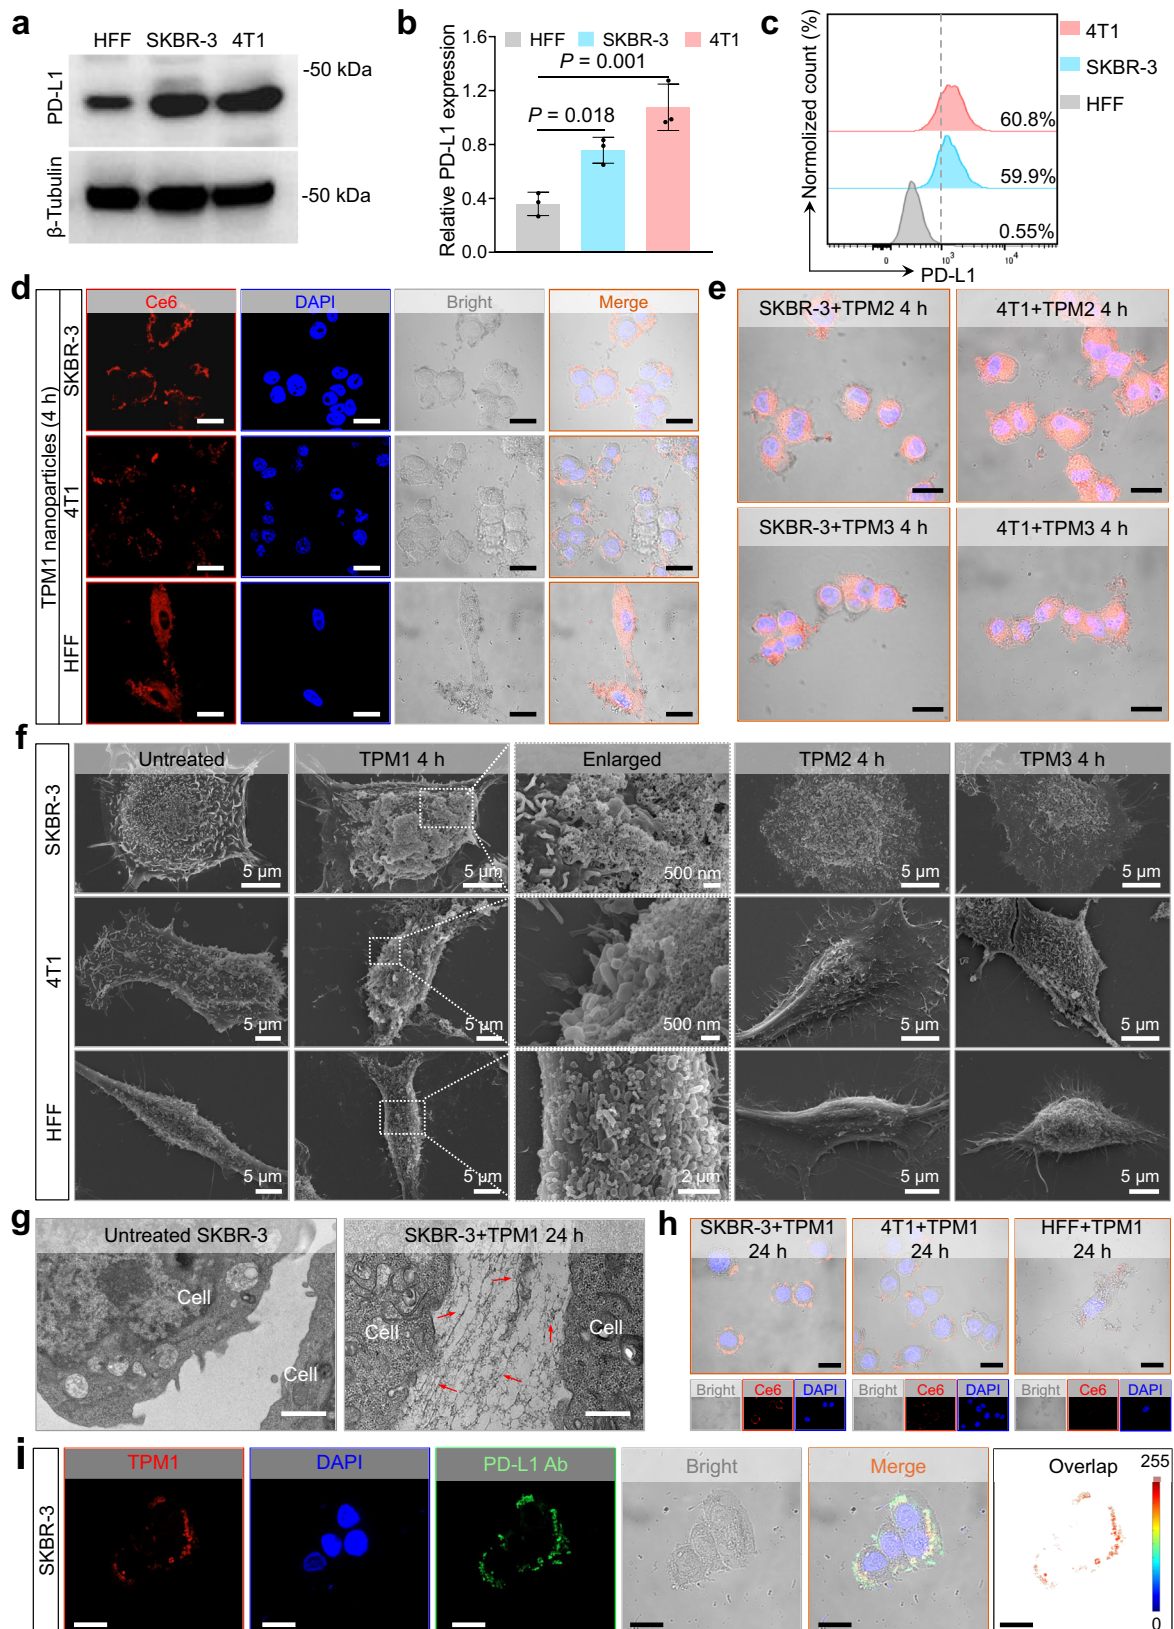 a
HFF SKBR-3 4T1
PD-L1
-50 kDa
β-Tubulin
-50 kDa
b
HFF SKBR-3 4T1
Relative PD-L1 expression
1.6
1.2
0.8
0.4
0.0
P = 0.001
P = 0.018
c
Normalized count (%)
4T1
SKBR-3
HFF
60.8%
59.9%
0.55%
0 10³ 10⁴
PD-L1
d
TPM1 nanoparticles (4 h)
Ce6 DAPI Bright Merge
SKBR-3
4T1
HFF
e
SKBR-3+TPM2 4 h 4T1+TPM2 4 h
SKBR-3+TPM3 4 h 4T1+TPM3 4 h
f
Untreated TPM1 4 h Enlarged TPM2 4 h TPM3 4 h
SKBR-3
5 µm 5 µm 500 nm 5 µm 5 µm
4T1
5 µm 5 µm 500 nm 5 µm 5 µm
HFF
5 µm 5 µm 2 µm 5 µm 5 µm
g
Untreated SKBR-3
Cell
Cell
SKBR-3+TPM1 24 h
Cell
Cell
h
SKBR-3+TPM1
24 h
4T1+TPM1
24 h
HFF+TPM1
24 h
Bright Ce6 DAPI Bright Ce6 DAPI Bright Ce6 DAPI
i
SKBR-3
TPM1 DAPI PD-L1 Ab Bright Merge Overlap
255
0